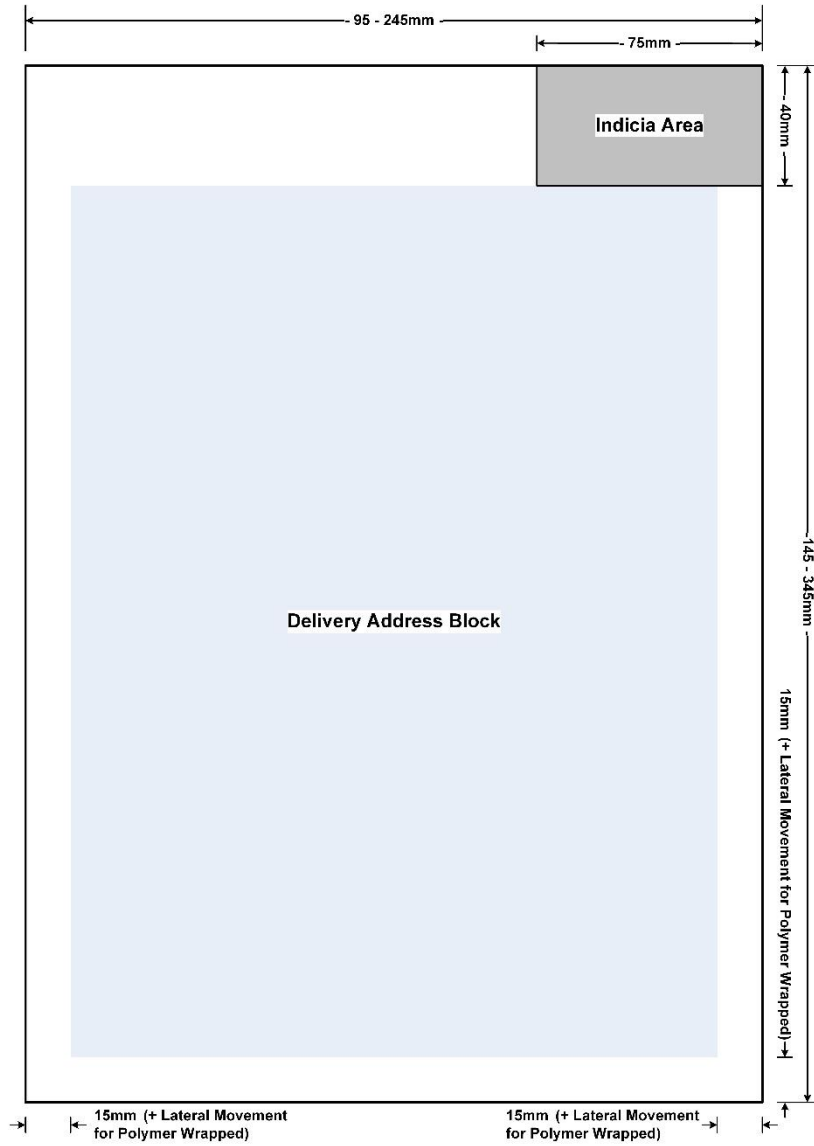 - 95 - 245mm -
- 75mm -
Indicia Area
- 40mm -
Delivery Address Block
-145 - 345mm -
15mm (+ Lateral Movement for Polymer Wrapped)
15mm (+ Lateral Movement
for Polymer Wrapped)
15mm (+ Lateral Movement
for Polymer Wrapped)